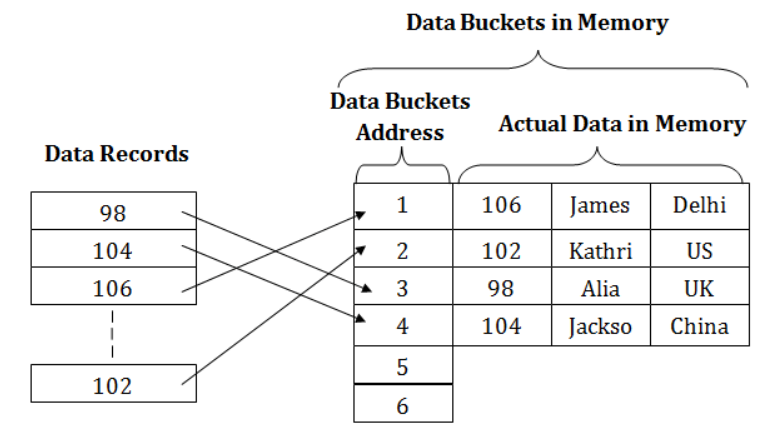 Data Buckets in Memory
Data Buckets
Address
Actual Data in Memory
Data Records
98
104
106
102
1 106 James Delhi
2 102 Kathri US
3 98 Alia UK
4 104 Jackso China
5
6